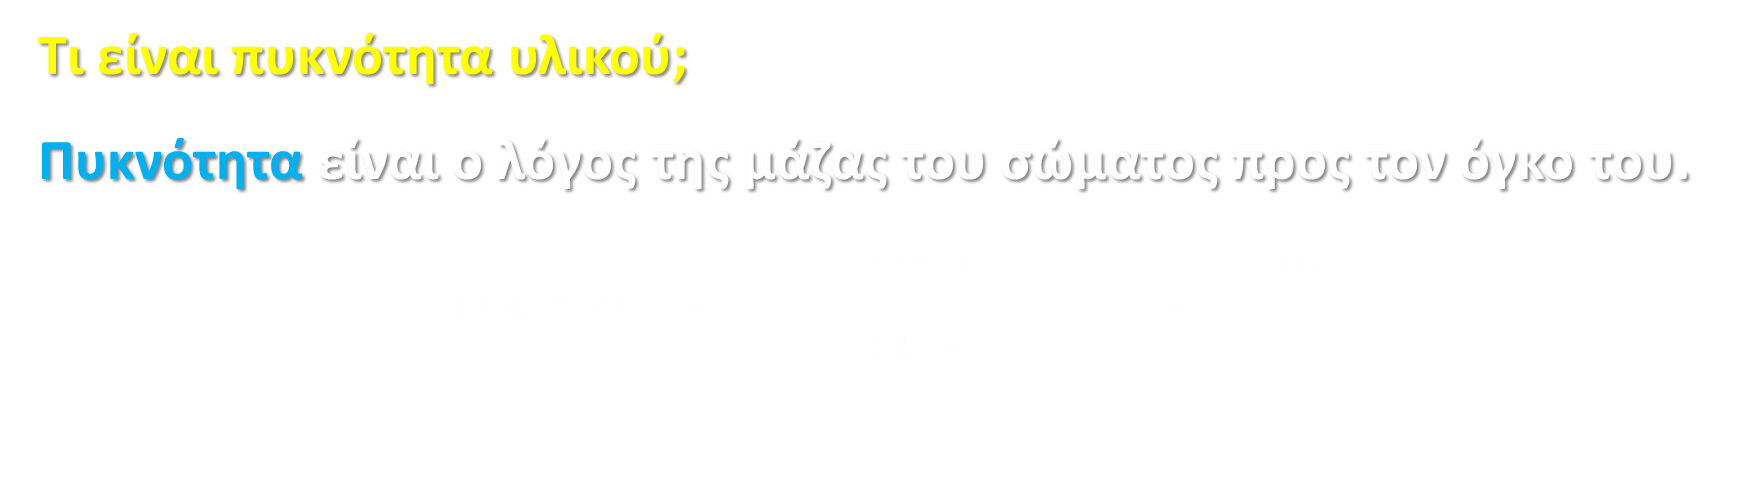 Τι είναι πυκνότητα υλικού;
Πυκνότητα είναι ο λόγος της μάζας του σώματος προς τον όγκο του.